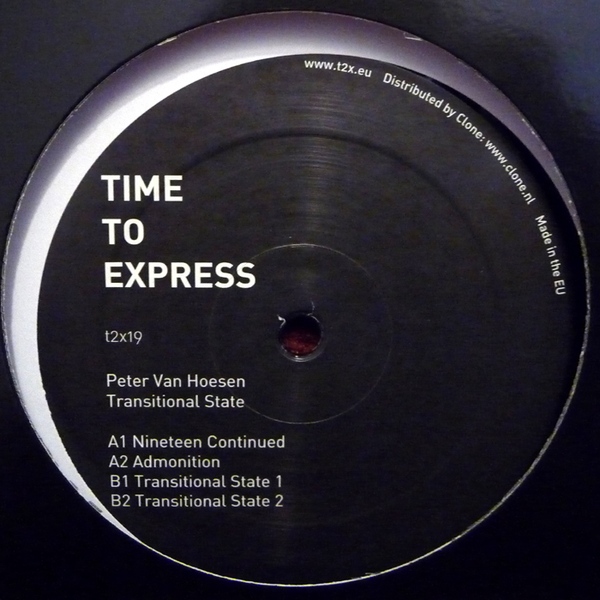 www.t2x.eu Distributed by Clone: www.clone.nl Made in the EU
TIME
TO
EXPRESS
t2x19
Peter Van Hoesen
Transitional State
A1 Nineteen Continued
A2 Admonition
B1 Transitional State 1
B2 Transitional State 2